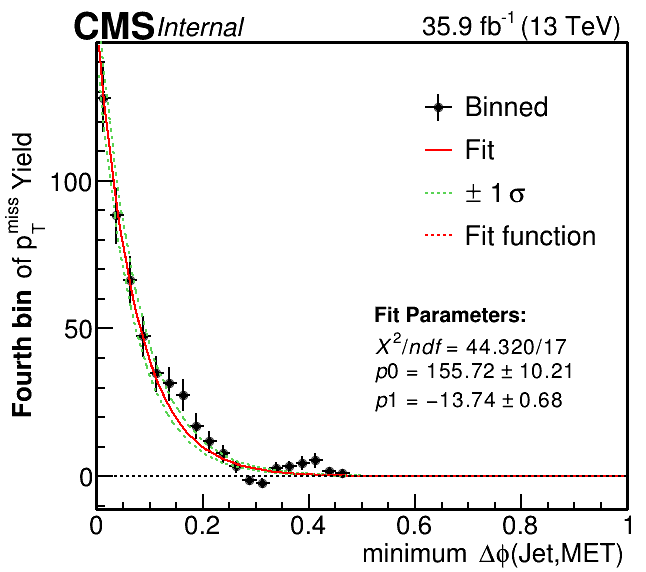 CMS Internal 35.9 fb⁻¹ (13 TeV)
Fourth bin of p_T^miss Yield
100
50
0
Binned
Fit
± 1 σ
Fit function
Fit Parameters:
X²/ndf = 44.320/17
p0 = 155.72 ± 10.21
p1 = −13.74 ± 0.68
0 0.2 0.4 0.6 0.8 1
minimum Δϕ(Jet,MET)